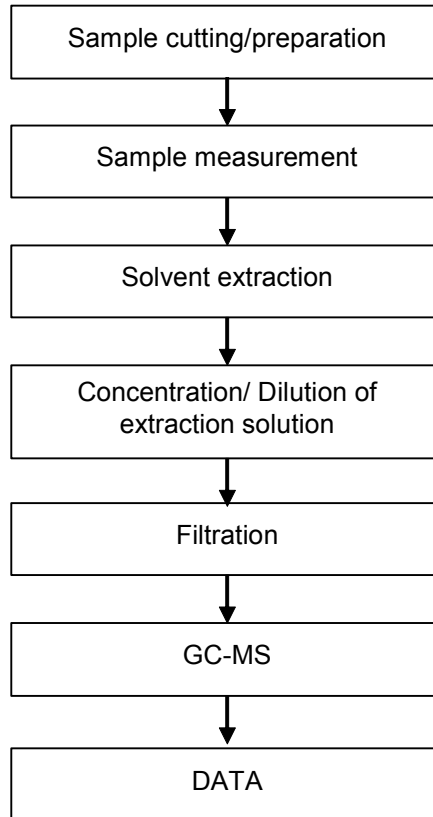 Sample cutting/preparation
Sample measurement
Solvent extraction
Concentration/ Dilution of
extraction solution
Filtration
GC-MS
DATA